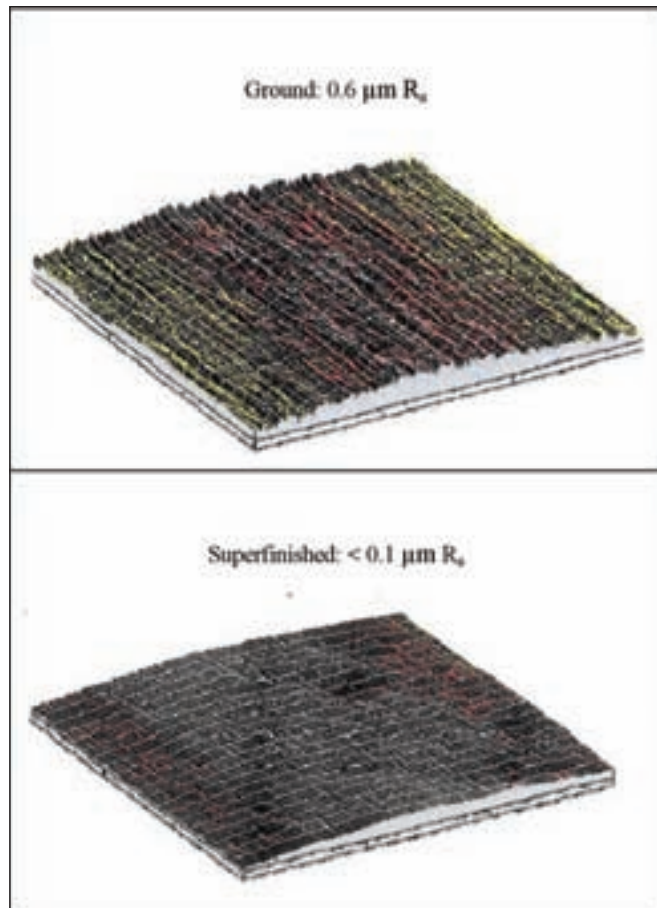 Ground: 0.6 μm Rₐ
Superfinished: < 0.1 μm Rₐ